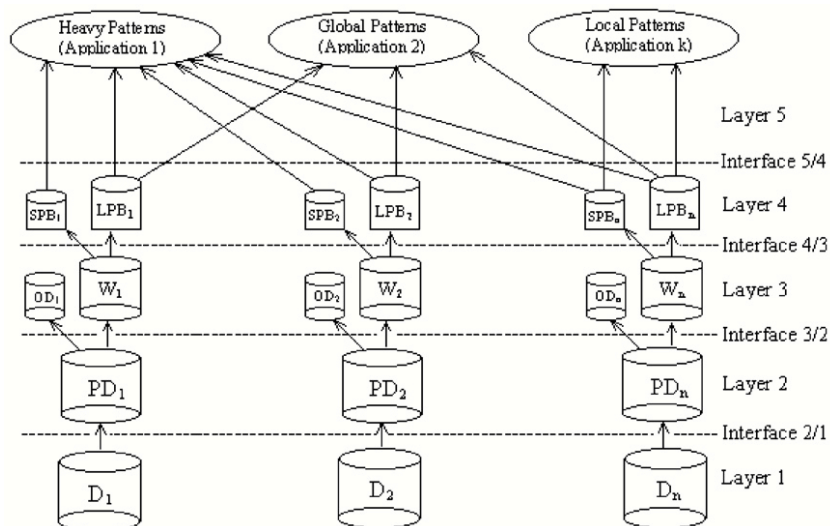 Heavy Patterns
(Application 1)
Global Patterns
(Application 2)
Local Patterns
(Application k)
Layer 5
Interface 5/4
SPB₁
LPB₁
SPB₂
LPB₂
SPBₙ
LPBₙ
Layer 4
Interface 4/3
OD₁
W₁
OD₂
W₂
ODₙ
Wₙ
Layer 3
Interface 3/2
PD₁
PD₂
PDₙ
Layer 2
Interface 2/1
D₁
D₂
Dₙ
Layer 1